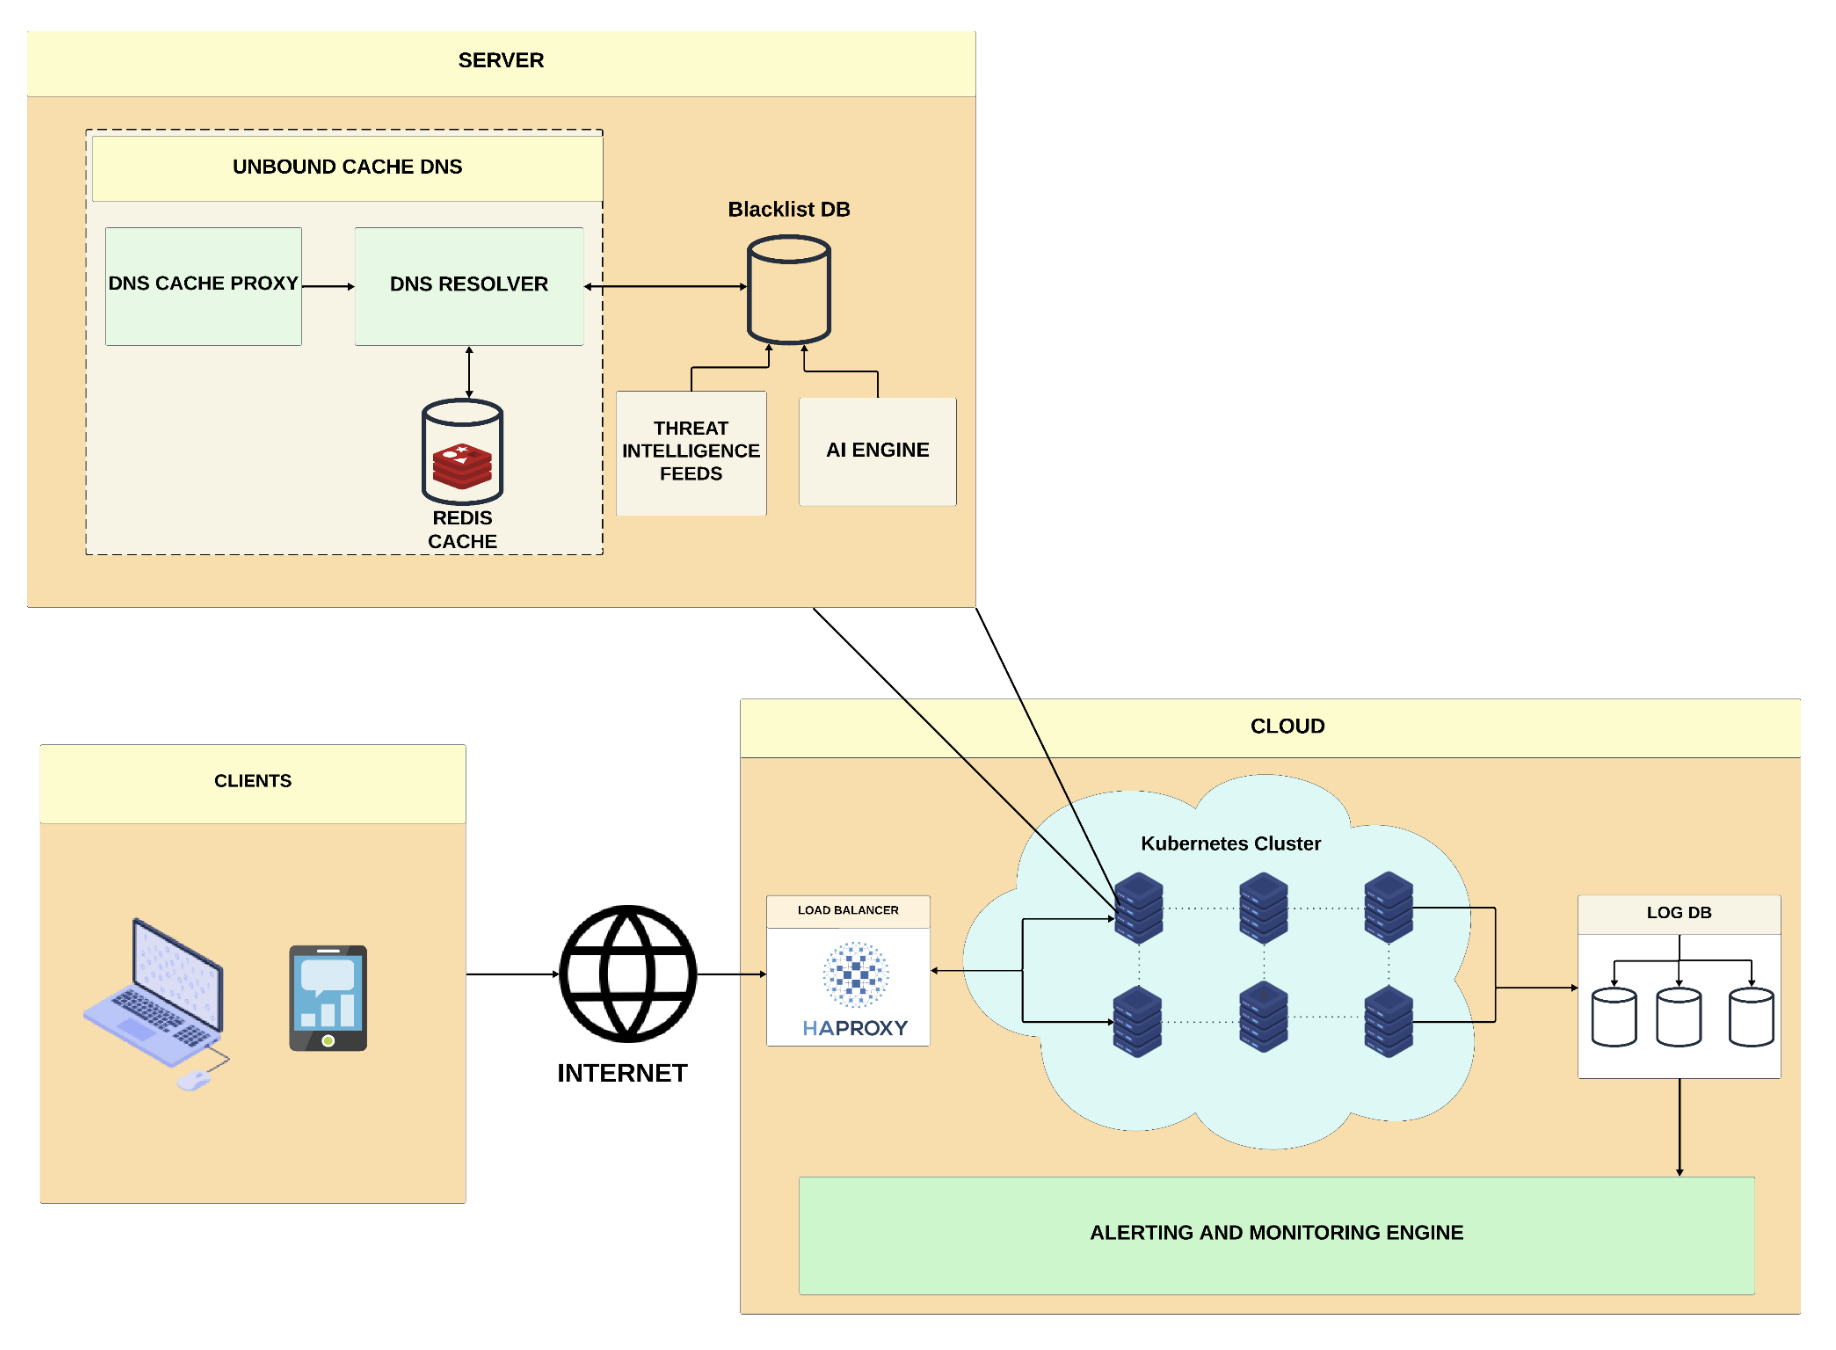 SERVER
UNBOUND CACHE DNS
Blacklist DB
DNS CACHE PROXY
DNS RESOLVER
THREAT
INTELLIGENCE
FEEDS
AI ENGINE
REDIS
CACHE
CLOUD
CLIENTS
Kubernetes Cluster
LOAD BALANCER
LOG DB
HAPROXY
INTERNET
ALERTING AND MONITORING ENGINE